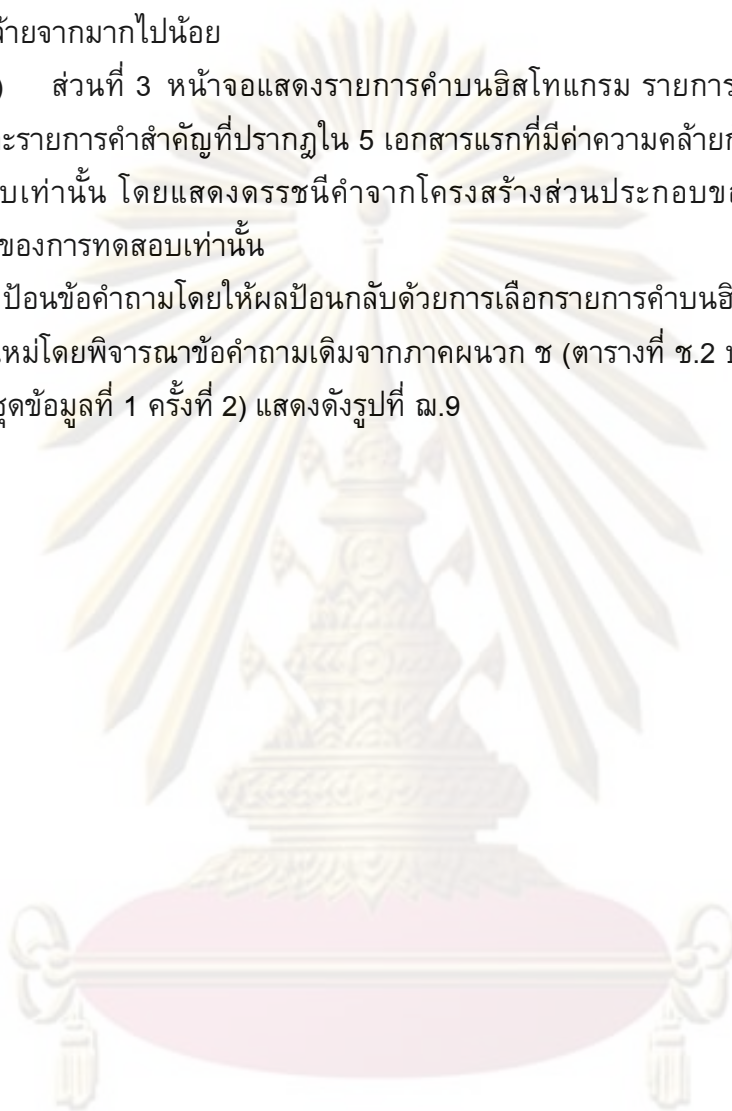 ล้ายจากมากไปน้อย
) ส่วนที่ 3 หน้าจอแสดงรายการคำบนฮิสโทแกรม รายการ
ะรายการคำสำคัญที่ปรากฏใน 5 เอกสารแรกที่มีค่าความคล้าย
บเท่านั้น โดยแสดงดรรชนีคำจากโครงสร้างส่วนประกอบ
ของการทดสอบเท่านั้น
ป้อนข้อคำถามโดยให้ผลป้อนกลับด้วยการเลือกรายการคำบน
หม่โดยพิจารณาข้อคำถามเดิมจากภาคผนวก ช (ตารางที่ ช.2
ชุดข้อมูลที่ 1 ครั้งที่ 2) แสดงดังรูปที่ ฌ.9